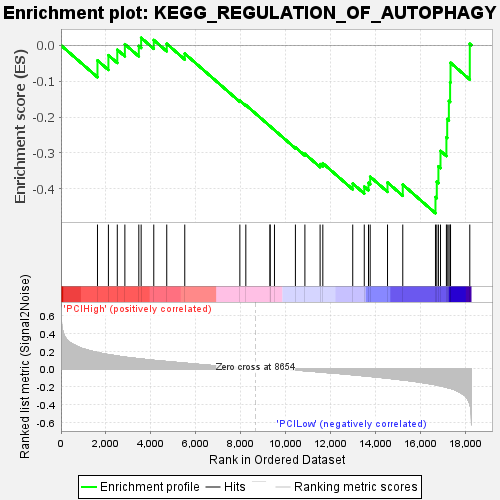 Enrichment plot: KEGG_REGULATION_OF_AUTOPHAGY
Enrichment score (ES)
0.0
-0.1
-0.2
-0.3
-0.4
Ranked list metric (Signal2Noise)
'PCIHigh' (positively correlated)
0.6
0.4
0.2
0.0
-0.2
-0.4
-0.6
Zero cross at 8654
'PCILow' (negatively correlated)
0
2,000
4,000
6,000
8,000
10,000
12,000
14,000
16,000
18,000
Rank in Ordered Dataset
Enrichment profile
Hits
Ranking metric scores